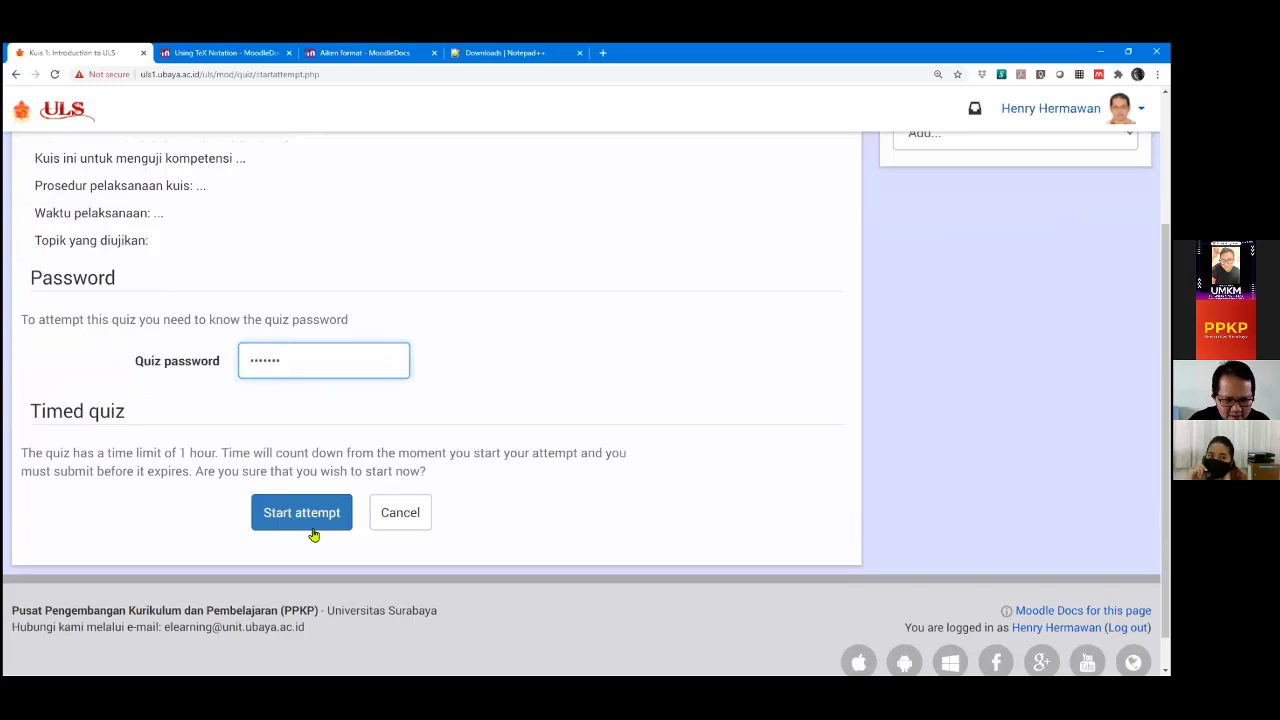 Kuis 1: Introduction to ULS
Using TeX Notation - MoodleDo
Aiken format - MoodleDocs
Downloads | Notepad++
Not secure
uls1.ubaya.ac.id/uls/mod/quiz/startattempt.php
ULS
Henry Hermawan
Add...
Kuis ini untuk menguji kompetensi ...
Prosedur pelaksanaan kuis: ...
Waktu pelaksanaan: ...
Topik yang diujikan:
Password
To attempt this quiz you need to know the quiz password
Quiz password
•••••••
Timed quiz
The quiz has a time limit of 1 hour. Time will count down from the moment you start your attempt and you
must submit before it expires. Are you sure that you wish to start now?
Start attempt
Cancel
UMKM
PPKP
Pusat Pengembangan Kurikulum dan Pembelajaran (PPKP) - Universitas Surabaya
Hubungi kami melalui e-mail: elearning@unit.ubaya.ac.id
Moodle Docs for this page
You are logged in as Henry Hermawan (Log out)